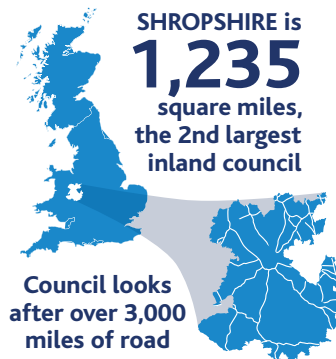 SHROPSHIRE is
1,235
square miles,
the 2nd largest
inland council
Council looks
after over 3,000
miles of road